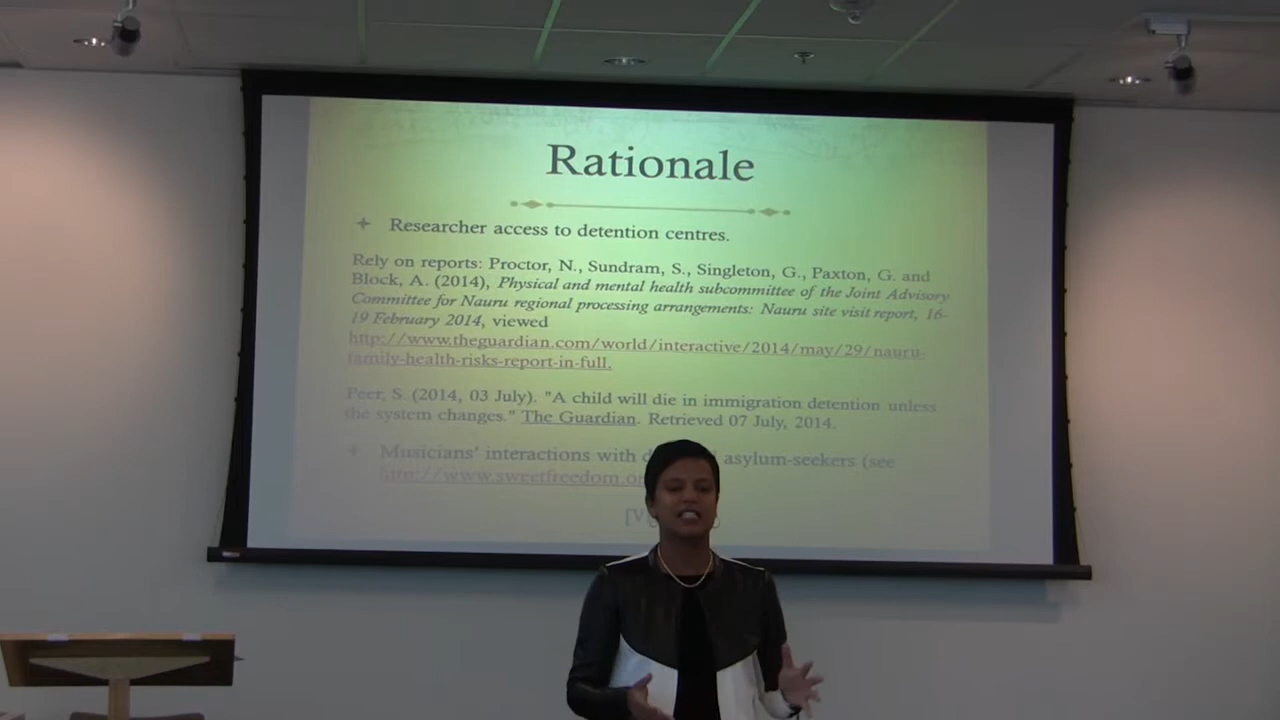 Rationale
Researcher access to detention centres.
Rely on reports: Proctor, N., Sundram, S., Singleton, G., Paxton, G. and
Block, A. (2014), Physical and mental health subcommittee of the Joint Advisory
Committee for Nauru regional processing arrangements: Nauru site visit report, 16-
19 February 2014, viewed
http://www.theguardian.com/world/interactive/2014/may/29/nauru-
family-health-risks-report-in-full.
Peer, S. (2014, 03 July). "A child will die in immigration detention unless
the system changes." The Guardian. Retrieved 07 July, 2014.
Musicians' interactions with asylum-seekers (see